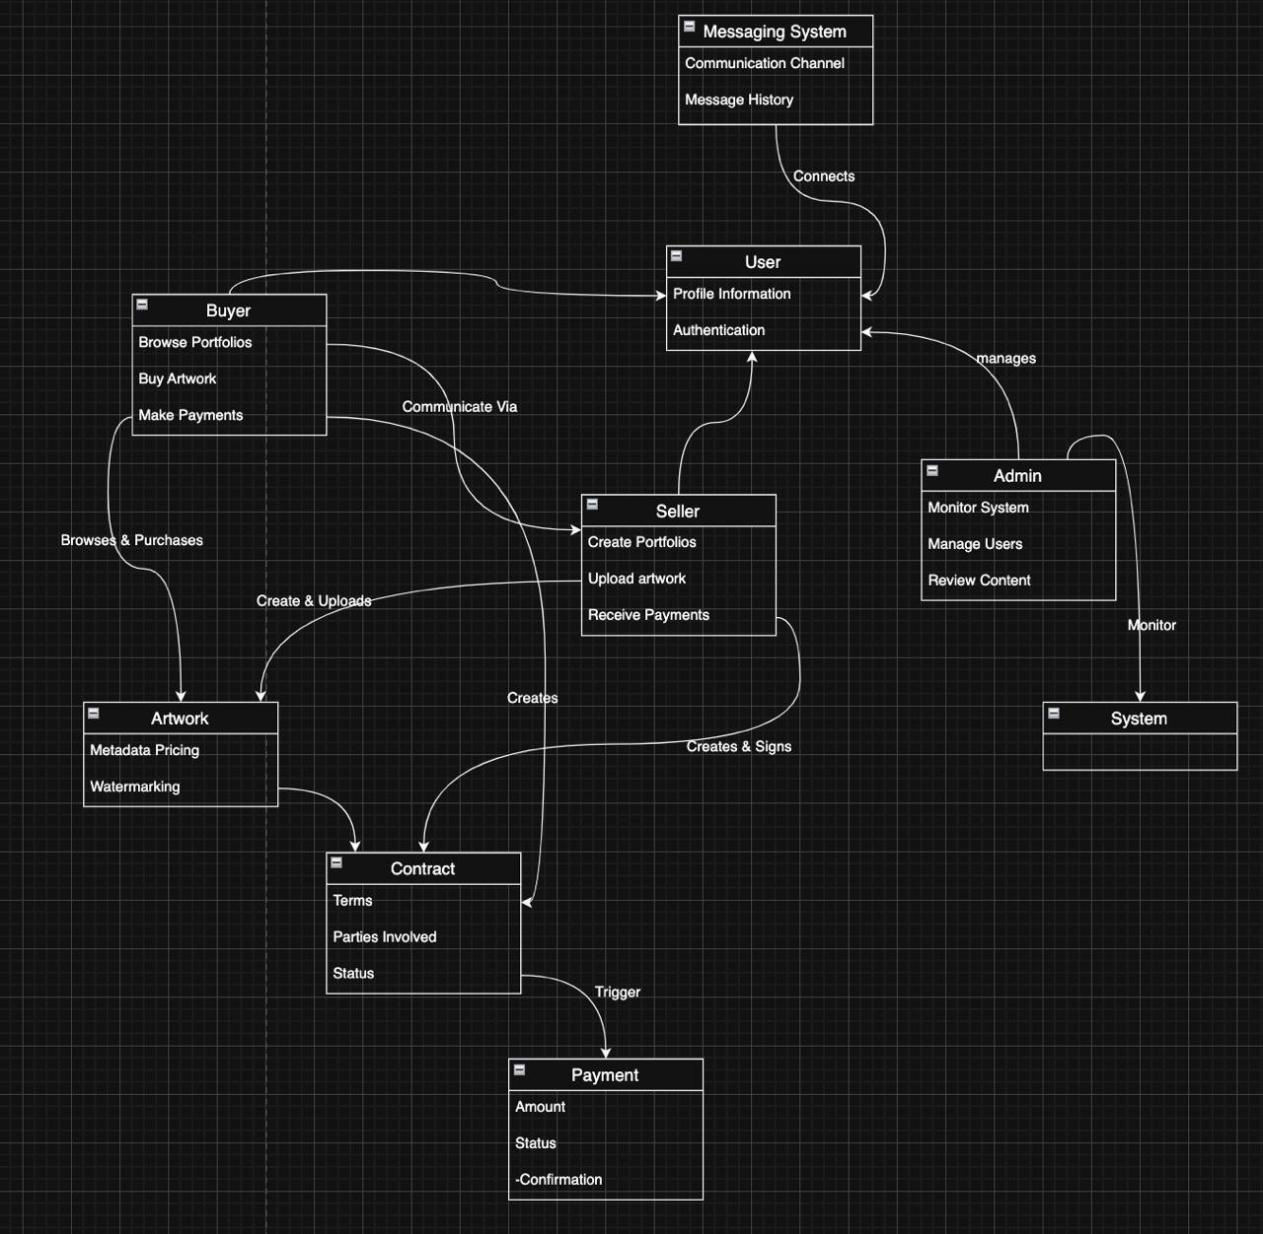 Messaging System
Communication Channel
Message History
Connects
User
Profile Information
Authentication
Buyer
Browse Portfolios
Buy Artwork
Make Payments
manages
Communicate Via
Admin
Monitor System
Manage Users
Review Content
Seller
Create Portfolios
Upload artwork
Receive Payments
Browses & Purchases
Create & Uploads
Monitor
Creates
Artwork
Metadata Pricing
Watermarking
System
Creates & Signs
Contract
Terms
Parties Involved
Status
Trigger
Payment
Amount
Status
-Confirmation